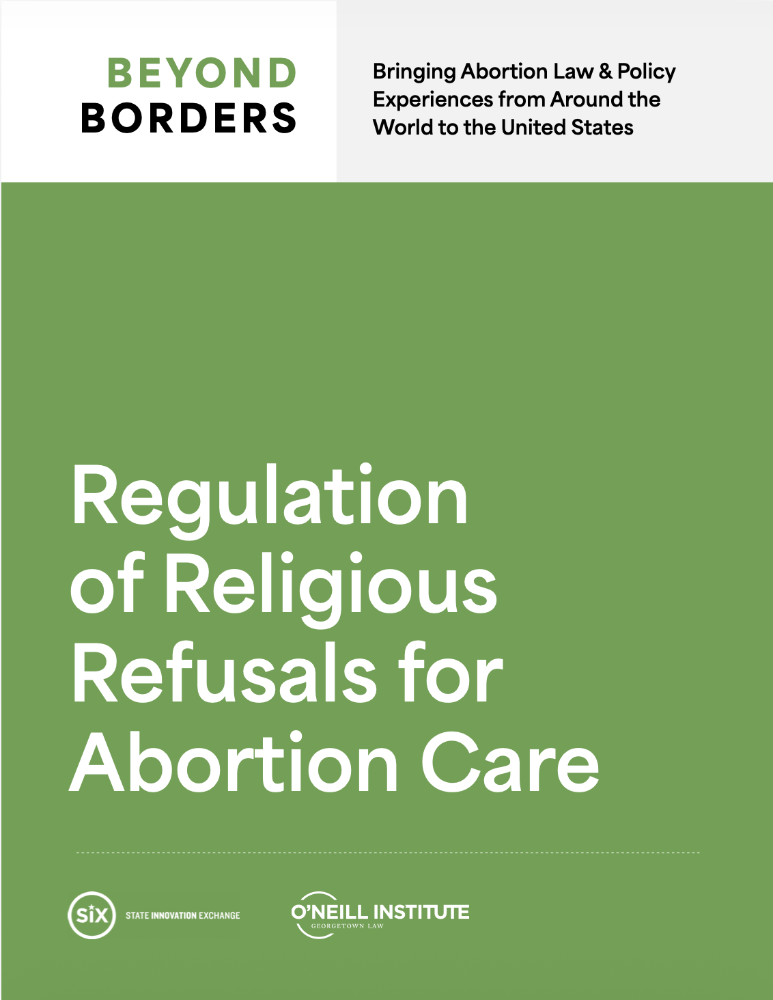 BEYOND
BORDERS
Bringing Abortion Law & Policy
Experiences from Around the
World to the United States
Regulation
of Religious
Refusals for
Abortion Care
SiX
STATE INNOVATION EXCHANGE
O'NEILL INSTITUTE
GEORGETOWN LAW